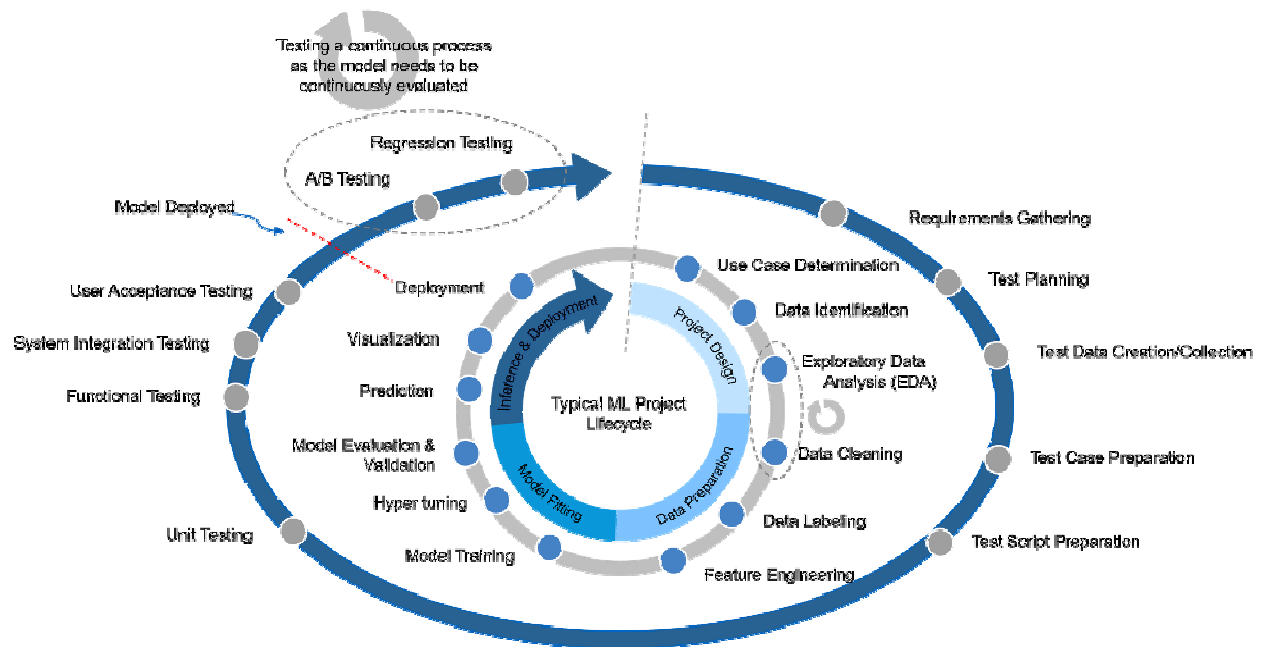 Testing a continuous process
as the model needs to be
continuously evaluated
Regression Testing
A/B Testing
Model Deployed
Requirements Gathering
Use Case Determination
Test Planning
Deployment
User Acceptance Testing
Data Identification
Visualization
System Integration Testing
Test Data Creation/Collection
Exploratory Data
Analysis (EDA)
Prediction
Functional Testing
Inference & Deployment
Project Design
Typical ML Project
Lifecycle
Model Evaluation &
Validation
Data Cleaning
Test Case Preparation
Model Fitting
Data Preparation
Hyper tuning
Data Labeling
Unit Testing
Test Script Preparation
Model Training
Feature Engineering